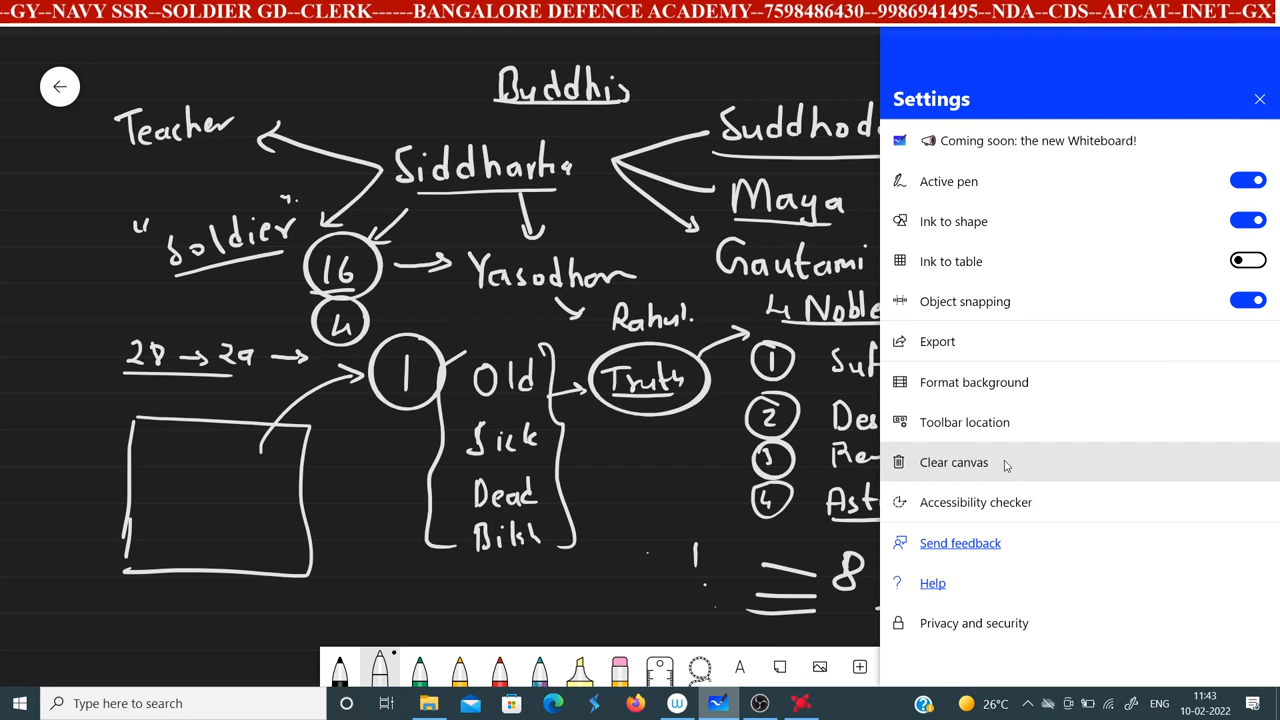 --GY--NAVY SSR--SOLDIER GD--CLERK------BANGALORE DEFENCE ACADEMY--7598486430--9986941495--NDA--CDS--AFCAT--INET--GX-
Buddhis
Teacher
Siddhartha
Suddhod
Maya
"Soldier"
16
Yasodhar
Gautami
4
Rahul.
4 Noble
28 → 29 →
1
Old
Truth
1 Suf
2 Des
Sick
3 Re
Dead
4 Ast
Bikh
8
Settings
Coming soon: the new Whiteboard!
Active pen
Ink to shape
Ink to table
Object snapping
Export
Format background
Toolbar location
Clear canvas
Accessibility checker
Send feedback
Help
Privacy and security
Type here to search
26°C
ENG
11:43
10-02-2022